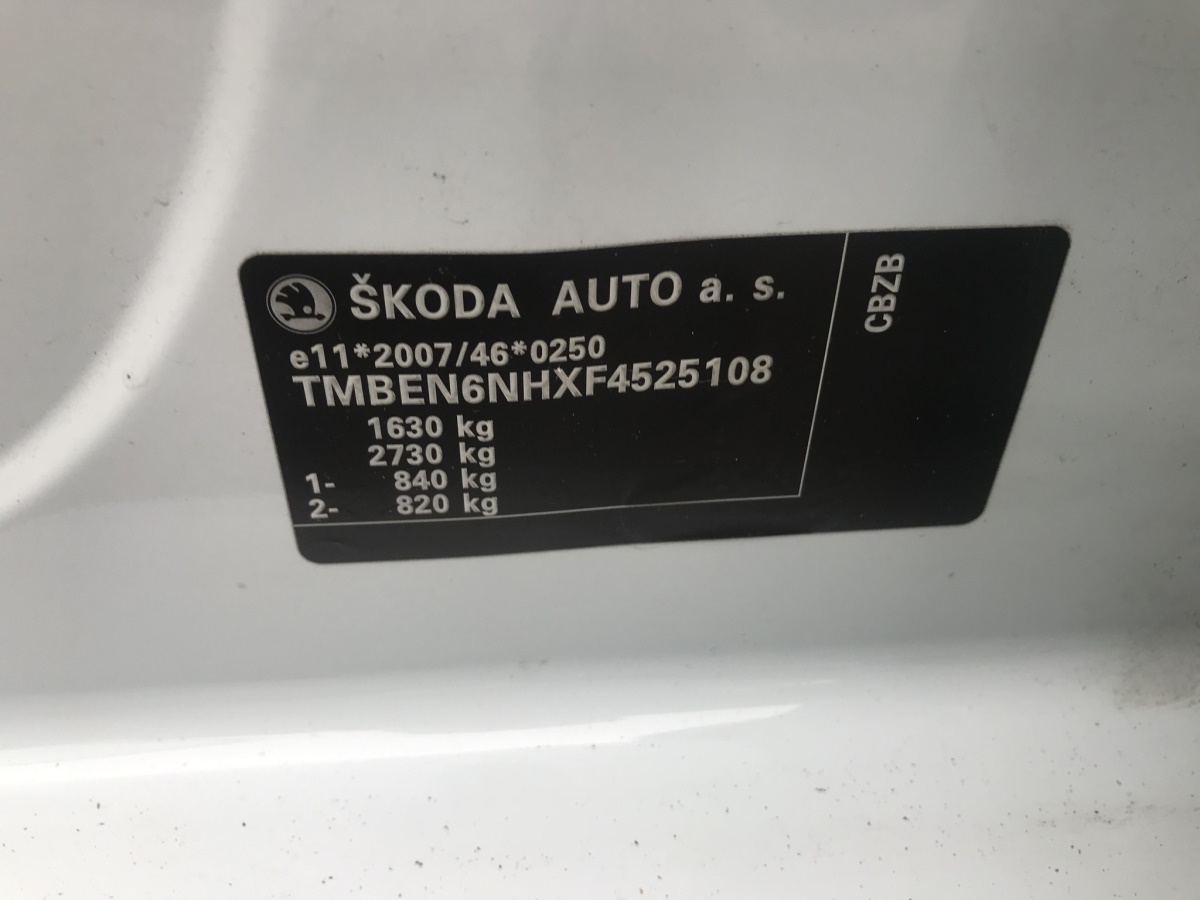 ŠKODA AUTO a. s.
e11*2007/46*0250
TMBEN6NHXF4525108
1630 kg
2730 kg
1- 840 kg
2- 820 kg
CBZB